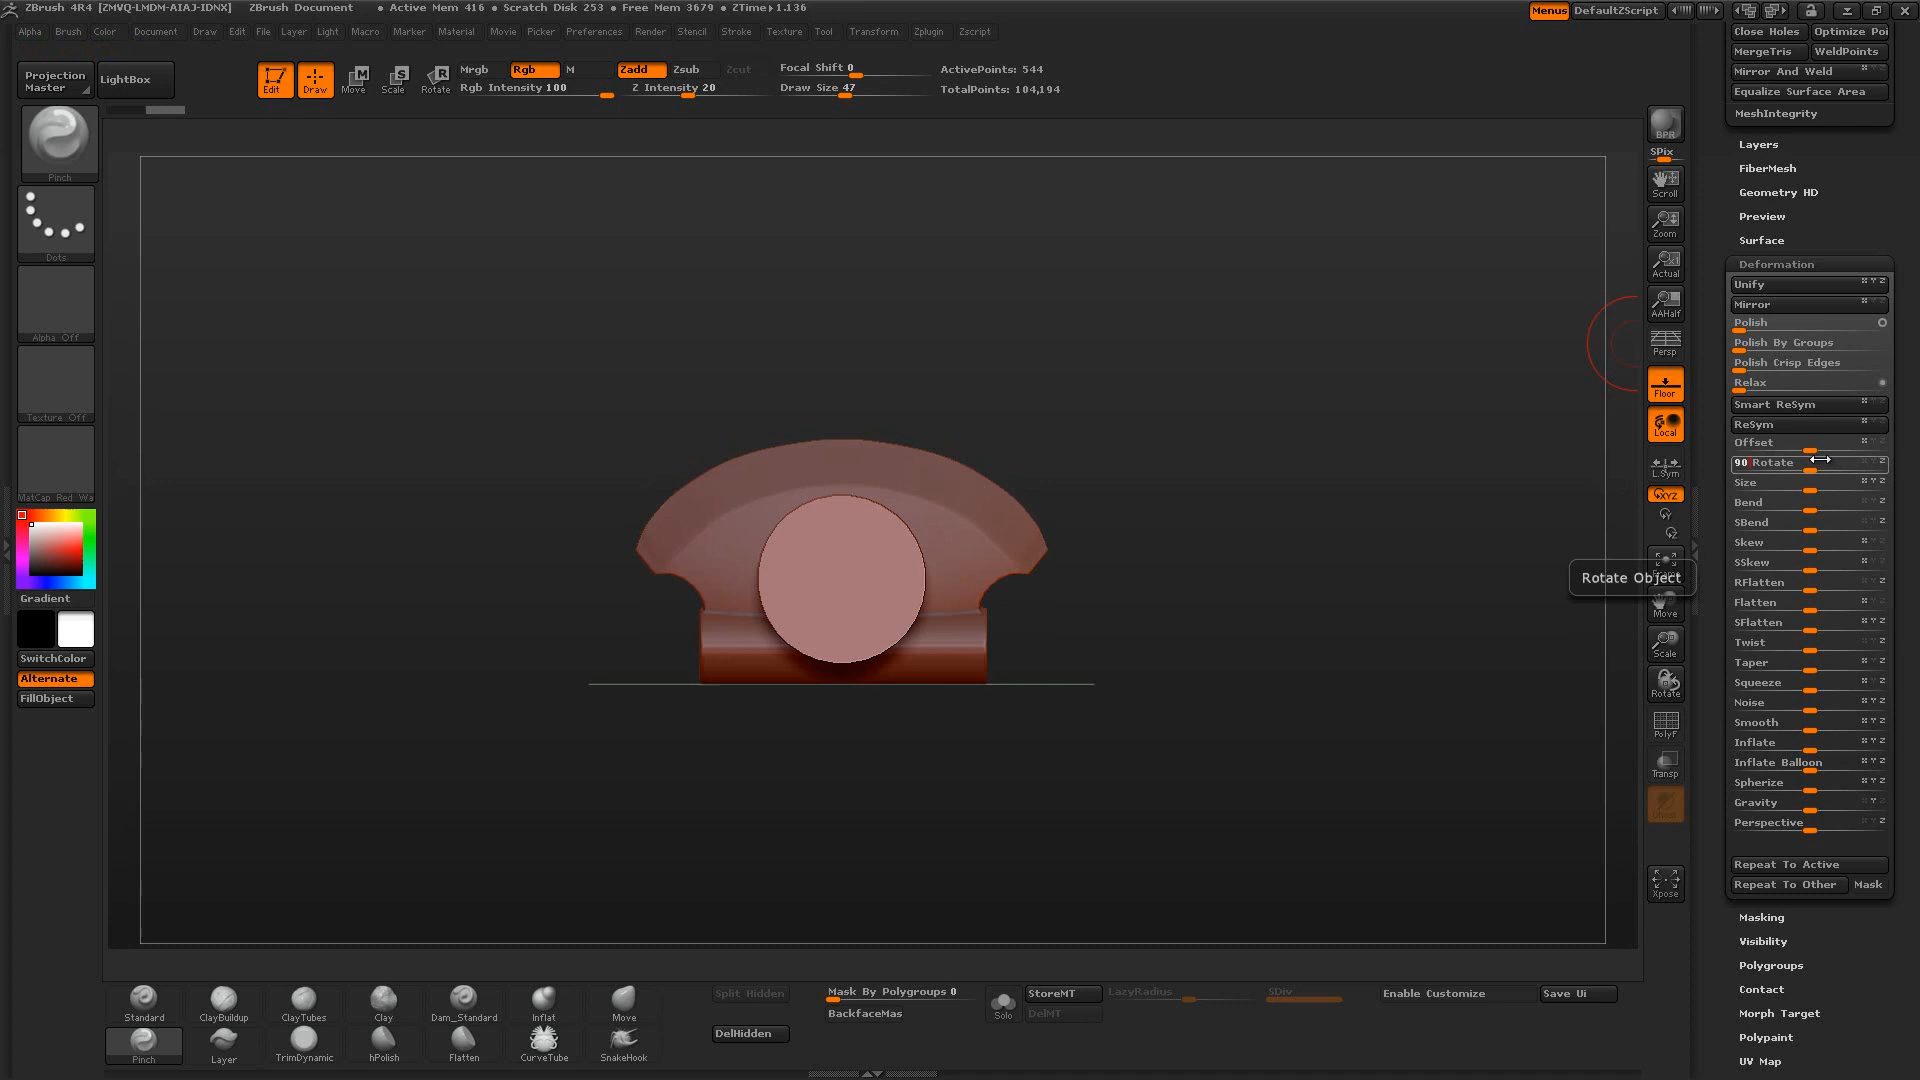 ZBrush 4R4 [ZMVQ-LMDM-AIAJ-IDNX] ZBrush Document • Active Mem 416 • Scratch Disk 253 • Free Mem 3679 • ZTime▸1.136 Menus DefaultZScript
Alpha Brush Color Document Draw Edit File Layer Light Macro Marker Material Movie Picker Preferences Render Stencil Stroke Texture Tool Transform Zplugin Zscript
Projection Master
LightBox
Edit Draw Move Scale Rotate
Mrgb Rgb M Zadd Zsub Zcut
Rgb Intensity 100 Z Intensity 20
Focal Shift 0
Draw Size 47
ActivePoints: 544
TotalPoints: 104,194
Pinch
Dots
Alpha Off
Texture Off
MatCap Red Wa
Gradient
SwitchColor
Alternate
FillObject
BPR
SPix
Scroll
Zoom
Actual
AAHalf
Persp
Floor
Local
L.Sym
XYZ
Y
Z
Rotate Object
Move
Scale
Rotate
PolyF
Transp
Xpose
Close Holes Optimize Poi
MergeTris WeldPoints
Mirror And Weld
Equalize Surface Area
MeshIntegrity
Layers
FiberMesh
Geometry HD
Preview
Surface
Deformation
Unify
Mirror
Polish
Polish By Groups
Polish Crisp Edges
Relax
Smart ReSym
ReSym
Offset
90 Rotate
Size
Bend
SBend
Skew
SSkew
RFlatten
Flatten
SFlatten
Twist
Taper
Squeeze
Noise
Smooth
Inflate
Inflate Balloon
Spherize
Gravity
Perspective
Repeat To Active
Repeat To Other Mask
Masking
Visibility
Polygroups
Contact
Morph Target
Polypaint
UV Map
Standard ClayBuildup ClayTubes Clay Dam_Standard Inflat Move
Pinch Layer TrimDynamic hPolish Flatten CurveTube SnakeHook
Split Hidden
DelHidden
Mask By Polygroups 0
BackfaceMas
Solo
StoreMT
DelMT
LazyRadius
SDiv
Enable Customize
Save Ui